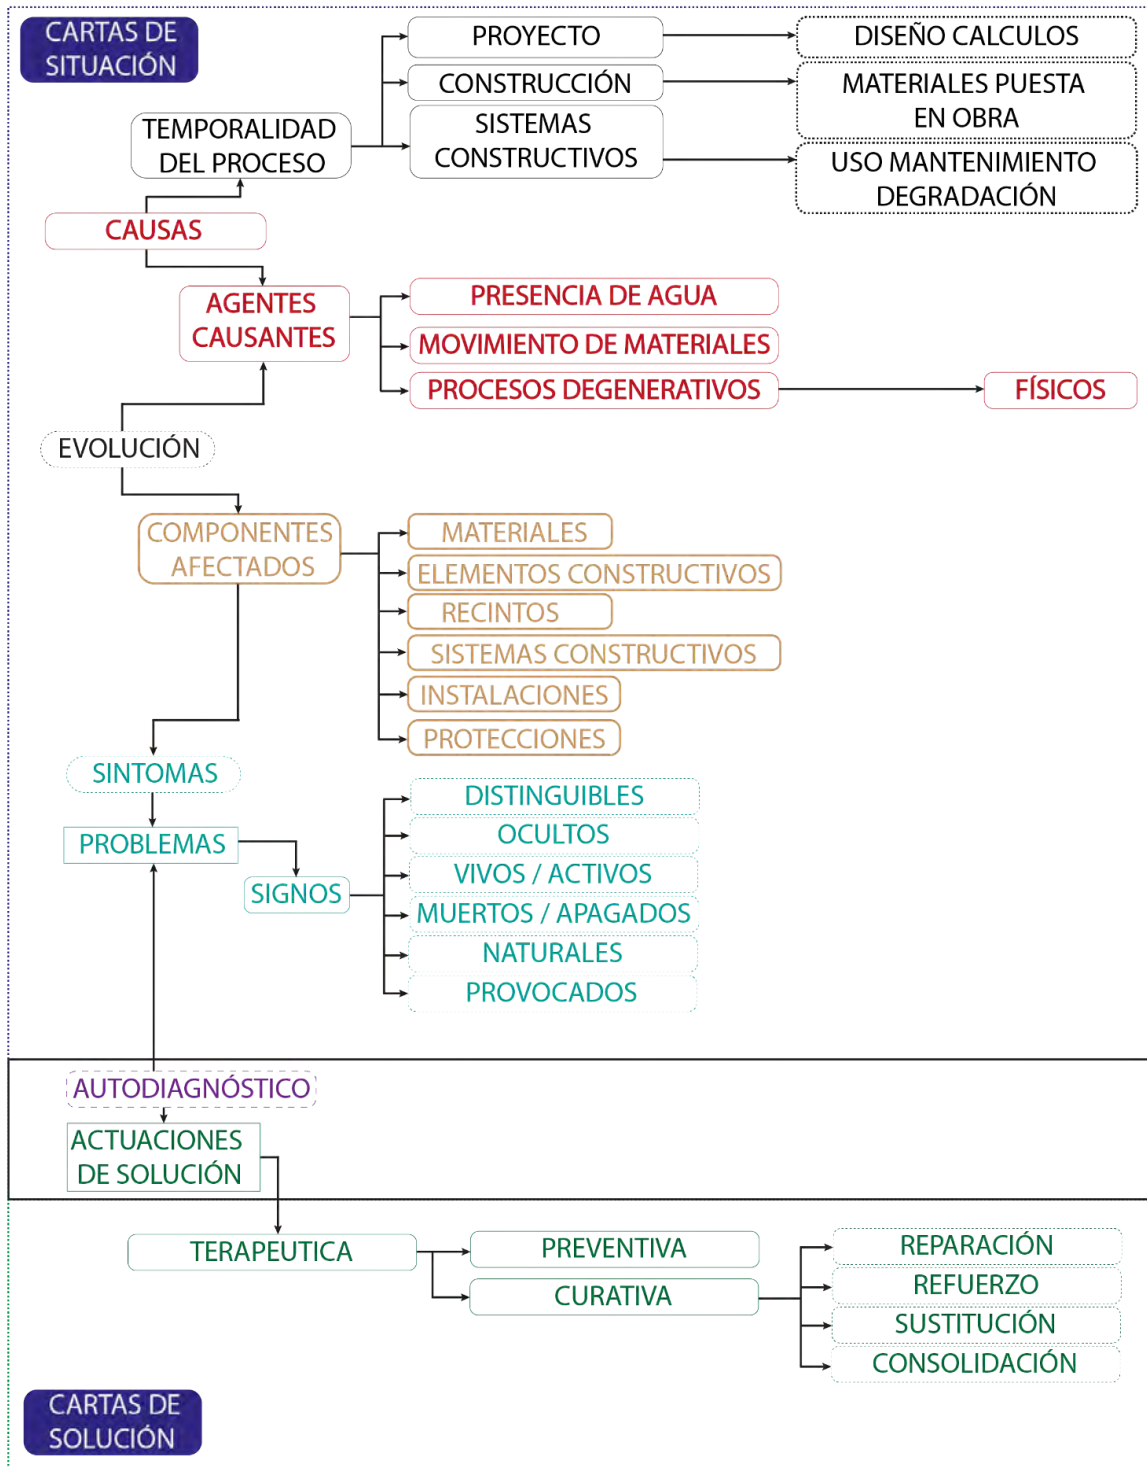 CARTAS DE
SITUACIÓN
PROYECTO
DISEÑO CALCULOS
CONSTRUCCIÓN
MATERIALES PUESTA
EN OBRA
TEMPORALIDAD
DEL PROCESO
SISTEMAS
CONSTRUCTIVOS
USO MANTENIMIENTO
DEGRADACIÓN
CAUSAS
AGENTES
CAUSANTES
PRESENCIA DE AGUA
MOVIMIENTO DE MATERIALES
PROCESOS DEGENERATIVOS
FÍSICOS
EVOLUCIÓN
COMPONENTES
AFECTADOS
MATERIALES
ELEMENTOS CONSTRUCTIVOS
RECINTOS
SISTEMAS CONSTRUCTIVOS
INSTALACIONES
PROTECCIONES
SINTOMAS
PROBLEMAS
SIGNOS
DISTINGUIBLES
OCULTOS
VIVOS / ACTIVOS
MUERTOS / APAGADOS
NATURALES
PROVOCADOS
AUTODIAGNÓSTICO
ACTUACIONES
DE SOLUCIÓN
TERAPEUTICA
PREVENTIVA
CURATIVA
REPARACIÓN
REFUERZO
SUSTITUCIÓN
CONSOLIDACIÓN
CARTAS DE
SOLUCIÓN